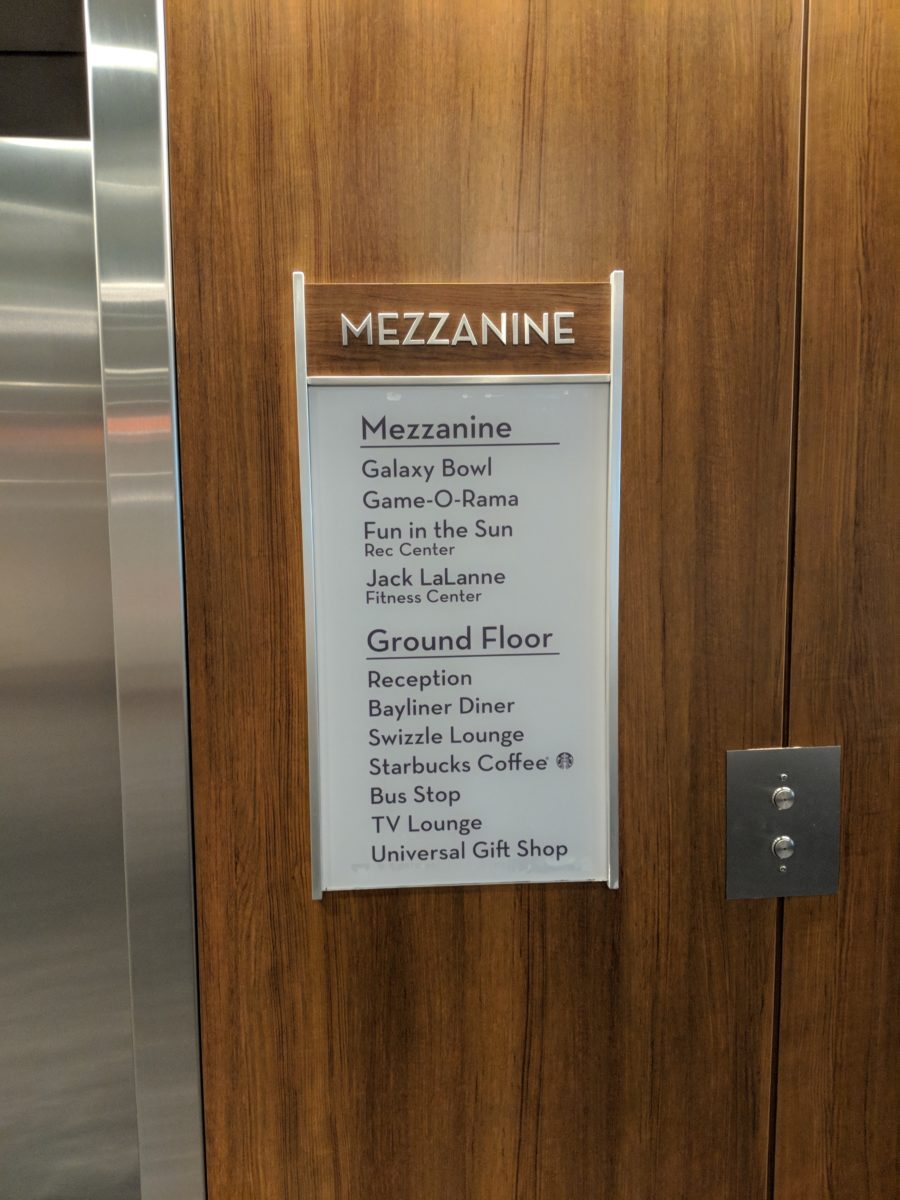 MEZZANINE
Mezzanine
Galaxy Bowl
Game-O-Rama
Fun in the Sun
Rec Center
Jack LaLanne
Fitness Center
Ground Floor
Reception
Bayliner Diner
Swizzle Lounge
Starbucks Coffee®
Bus Stop
TV Lounge
Universal Gift Shop